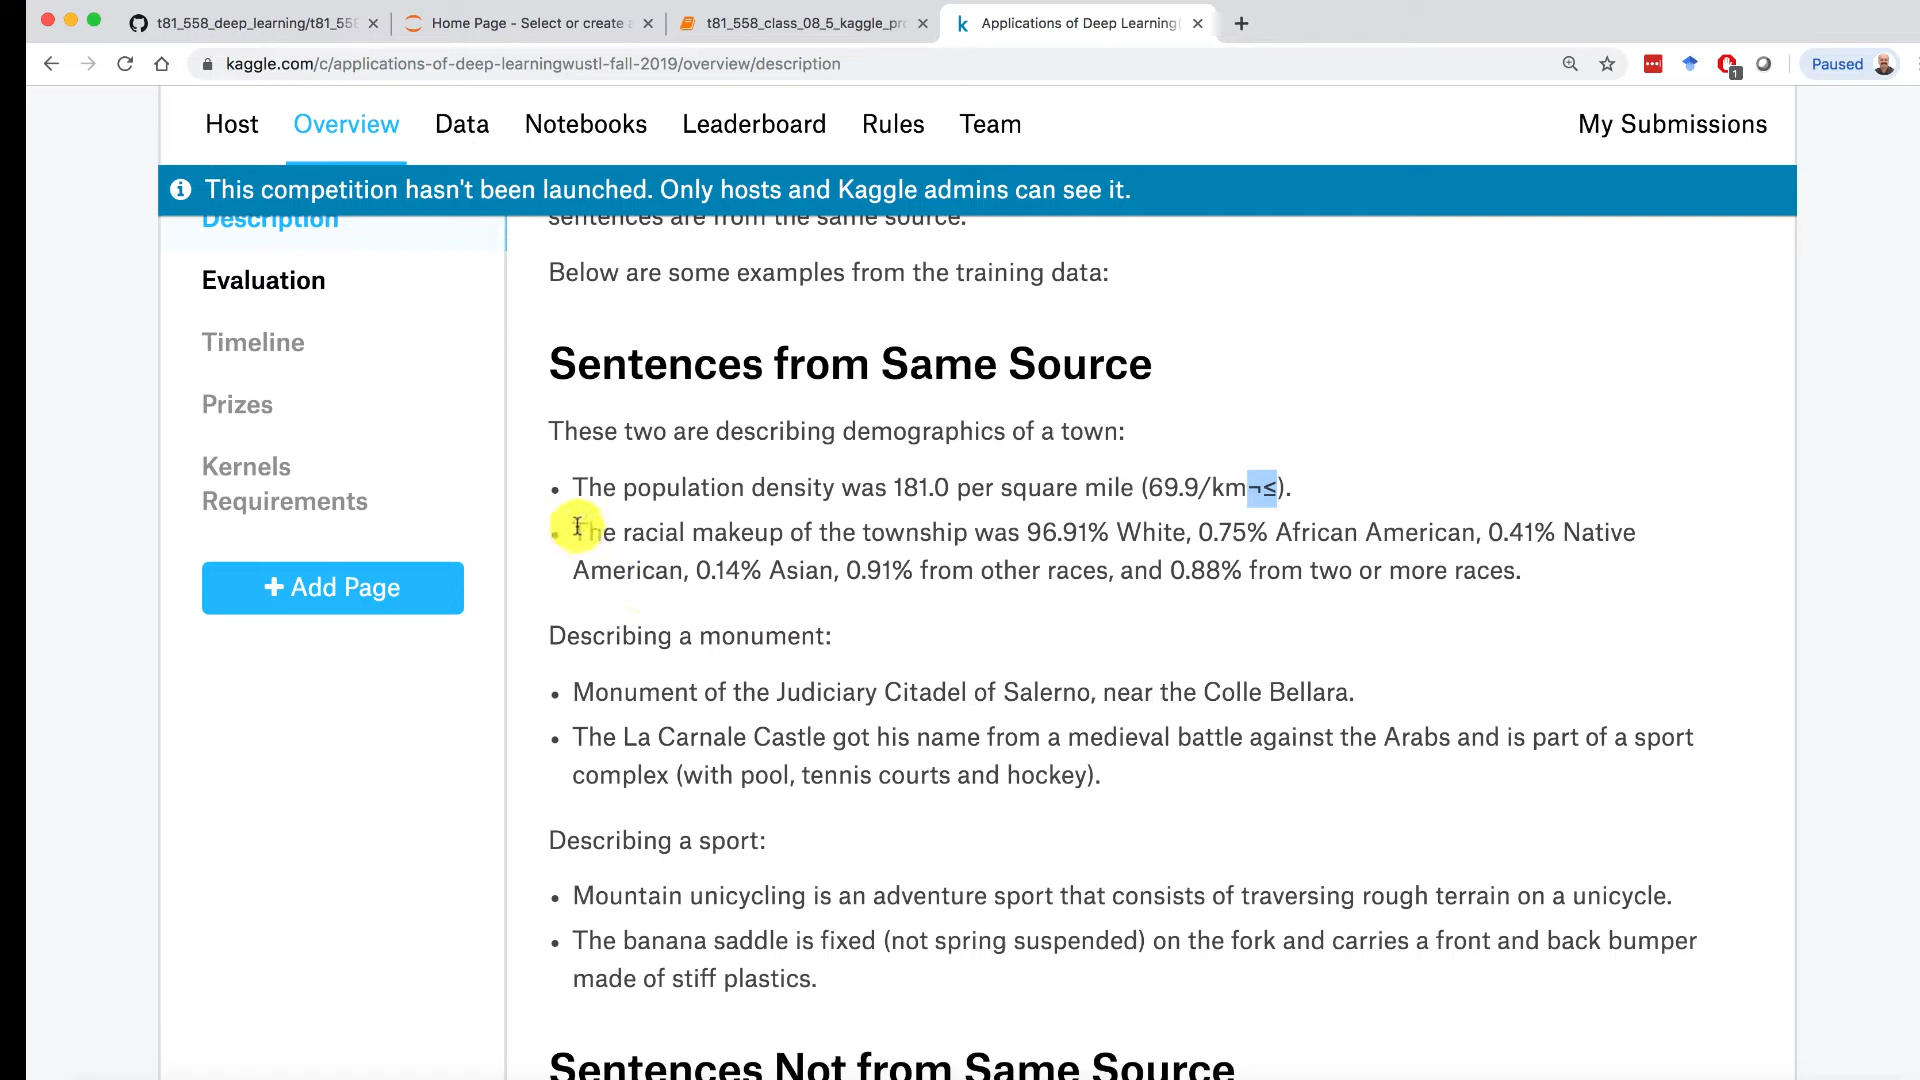 t81_558_deep_learning/t81_558
Home Page - Select or create a
t81_558_class_08_5_kaggle_pro
Applications of Deep Learning(
kaggle.com/c/applications-of-deep-learningwustl-fall-2019/overview/description
1
Paused
Host Overview Data Notebooks Leaderboard Rules Team My Submissions
This competition hasn't been launched. Only hosts and Kaggle admins can see it.
Description
Evaluation
Timeline
Prizes
Kernels
Requirements
+ Add Page
sentences are from the same source.
Below are some examples from the training data:
Sentences from Same Source
These two are describing demographics of a town:
• The population density was 181.0 per square mile (69.9/km¬≤).
• The racial makeup of the township was 96.91% White, 0.75% African American, 0.41% Native
American, 0.14% Asian, 0.91% from other races, and 0.88% from two or more races.
Describing a monument:
• Monument of the Judiciary Citadel of Salerno, near the Colle Bellara.
• The La Carnale Castle got his name from a medieval battle against the Arabs and is part of a sport
complex (with pool, tennis courts and hockey).
Describing a sport:
• Mountain unicycling is an adventure sport that consists of traversing rough terrain on a unicycle.
• The banana saddle is fixed (not spring suspended) on the fork and carries a front and back bumper
made of stiff plastics.
Sentences Not from Same Source